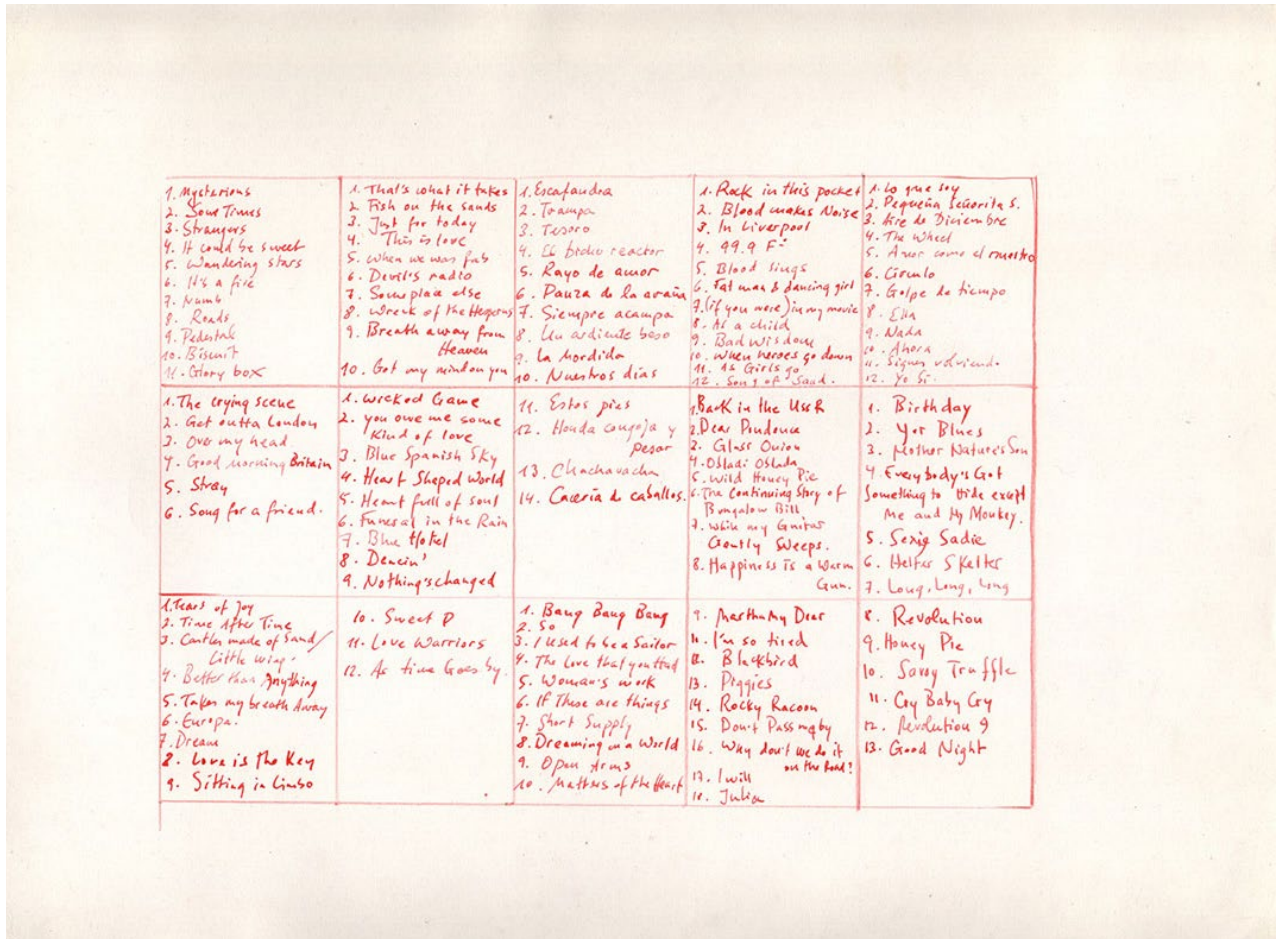 1. Mysterious
2. Some Times
3. Strangers
4. It could be sweet
5. Wandering stars
6. It's a fire
7. Numb
8. Roads
9. Pedestal
10. Biscuit
11. Glory box
1. That's what it takes
2. Fish on the sands
3. Just for today
4. This is love
5. When we was fab
6. Devil's radio
7. Someplace else
8. Wreck of the Hesperus
9. Breath away from
Heaven
10. Got my mind on you
1. Escafandra
2. Trampa
3. Tesoro
4. El bicho reactor
5. Rayo de amor
6. Danza de la araña
7. Siempre acampa
8. Un ardiente beso
9. La Mordida
10. Nuestros días
1. Rock in this pocket
2. Blood makes Noise
3. In Liverpool
4. 99.9 F°
5. Blood sings
6. Fat man & dancing girl
7. (if you were) in my movie
8. As a child
9. Bad wisdom
10. When heroes go down
11. As Girls go
12. Song of Sand.
1. Lo que soy
2. Pequeña señorita S.
3. Aire de Diciembre
4. The Wheel
5. Amor como el nuestro
6. Círculo
7. Golpe de tiempo
8. Ella
9. Nada
10. Ahora
11. Sigues volviendo
12. Yo Sí.
1. The crying scene
2. Get outta London
3. Over my head
4. Good morning Britain
5. Stray
6. Song for a friend.
1. Wicked Game
2. you owe me some
Kind of love
3. Blue Spanish Sky
4. Heart Shaped World
5. Heart full of soul
6. Funeral in the Rain
7. Blue Hotel
8. Dancin'
9. Nothing's changed
11. Estos pies
12. Honda congoja y
pesar
13. Chachavacha
14. Cacería de caballos.
1. Back in the USSR
2. Dear Prudence
3. Glass Onion
4. Obladi Oblada
5. Wild Honey Pie
6. The Continuing Story of
Bungalow Bill
7. While my Guitar
Gently Sweeps.
8. Happiness is a Warm
Gun.
1. Birthday
2. Yer Blues
3. Mother Nature's Son
4. Everybody's Got
Something to Hide except
Me and My Monkey.
5. Sexie Sadie
6. Helter Skelter
7. Long, Long, Long
1. Tears of Joy
2. Time After Time
3. Castles made of Sand/
Little wing.
4. Better than Anything
5. Takes my breath Away
6. Europa.
7. Dream
8. Love is The Key
9. Sitting in Limbo
10. Sweet P
11. Love Warriors
12. As time Goes by.
1. Bang Bang Bang
2. So
3. I Used to be a Sailor
4. The Love that you Had
5. Woman's work
6. If These are things
7. Short Supply
8. Dreaming on a World
9. Open Arms
10. Matters of the Heart
9. Martha My Dear
11. I'm so tired
12. Blackbird
13. Piggies
14. Rocky Racoon
15. Don't Pass me by
16. Why don't we do it
on the Road?
17. I will
18. Julia
8. Revolution
9. Honey Pie
10. Savoy Truffle
11. Cry Baby Cry
12. Revolution 9
13. Good Night